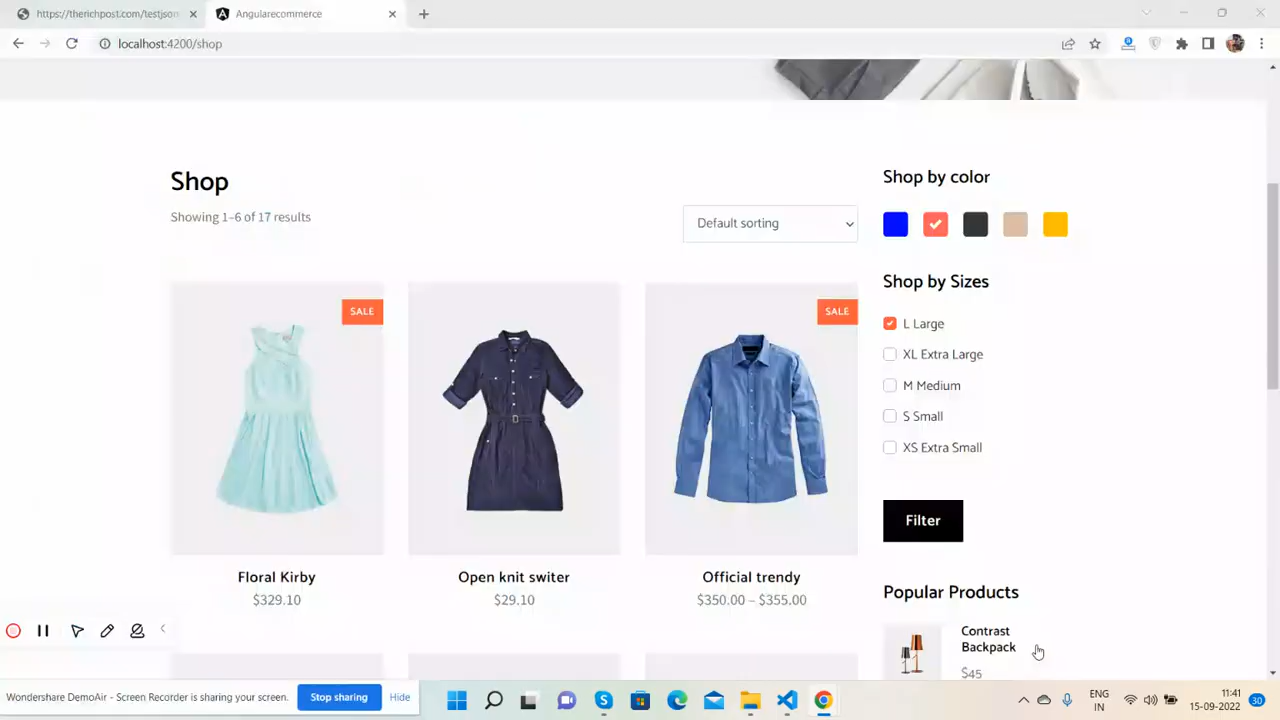 https://therichpost.com/testjson
Angularecommerce
localhost:4200/shop
Shop
Showing 1–6 of 17 results
Default sorting
Shop by color
Shop by Sizes
L Large
XL Extra Large
M Medium
S Small
XS Extra Small
Filter
SALE
SALE
Floral Kirby
$329.10
Open knit switer
$29.10
Official trendy
$350.00 – $355.00
Popular Products
Contrast
Backpack
$45
Wondershare DemoAir - Screen Recorder is sharing your screen.
Stop sharing
Hide
ENG
IN
11:41
15-09-2022
30